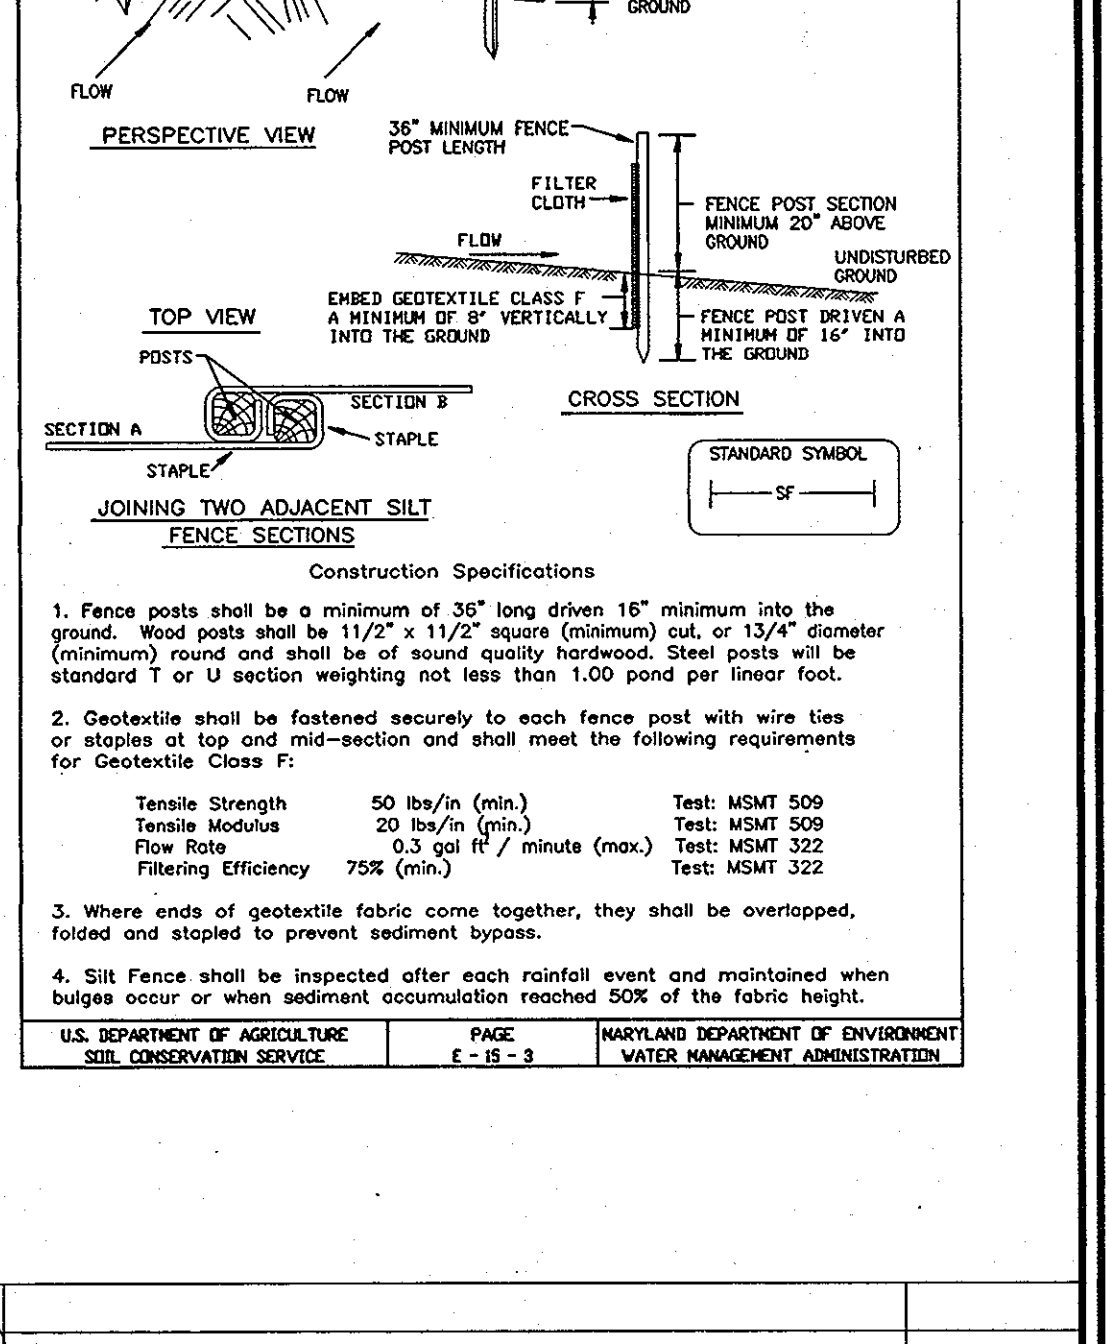 GROUND
FLOW
FLOW
PERSPECTIVE VIEW
36" MINIMUM FENCE
POST LENGTH
FILTER
CLOTH
FENCE POST SECTION
MINIMUM 20" ABOVE
GROUND
FLOW
UNDISTURBED
GROUND
EMBED GEOTEXTILE CLASS F
A MINIMUM OF 8" VERTICALLY
INTO THE GROUND
FENCE POST DRIVEN A
MINIMUM OF 16" INTO
THE GROUND
CROSS SECTION
TOP VIEW
POSTS
SECTION B
SECTION A
STAPLE
STAPLE
JOINING TWO ADJACENT SILT
FENCE SECTIONS
STANDARD SYMBOL
SF
Construction Specifications
1. Fence posts shall be a minimum of 36" long driven 16" minimum into the
ground. Wood posts shall be 11/2" x 11/2" square (minimum) cut, or 13/4" diameter
(minimum) round and shall be of sound quality hardwood. Steel posts will be
standard T or U section weighting not less than 1.00 pond per linear foot.
2. Geotextile shall be fastened securely to each fence post with wire ties
or staples at top and mid-section and shall meet the following requirements
for Geotextile Class F:
Tensile Strength 50 lbs/in (min.) Test: MSMT 509
Tensile Modulus 20 lbs/in (min.) Test: MSMT 509
Flow Rate 0.3 gal ft² / minute (max.) Test: MSMT 322
Filtering Efficiency 75% (min.) Test: MSMT 322
3. Where ends of geotextile fabric come together, they shall be overlapped,
folded and stapled to prevent sediment bypass.
4. Silt Fence shall be inspected after each rainfall event and maintained when
bulges occur or when sediment accumulation reached 50% of the fabric height.
U.S. DEPARTMENT OF AGRICULTURE
SOIL CONSERVATION SERVICE
PAGE
E - 15 - 3
MARYLAND DEPARTMENT OF ENVIRONMENT
WATER MANAGEMENT ADMINISTRATION